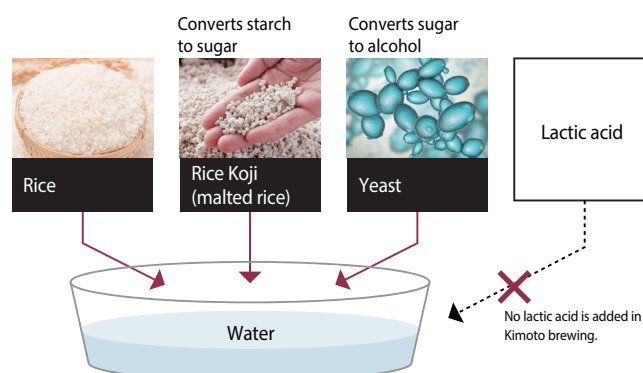 Converts starch
to sugar
Converts sugar
to alcohol
Rice
Rice Koji
(malted rice)
Yeast
Lactic acid
Water
No lactic acid is added in
Kimoto brewing.